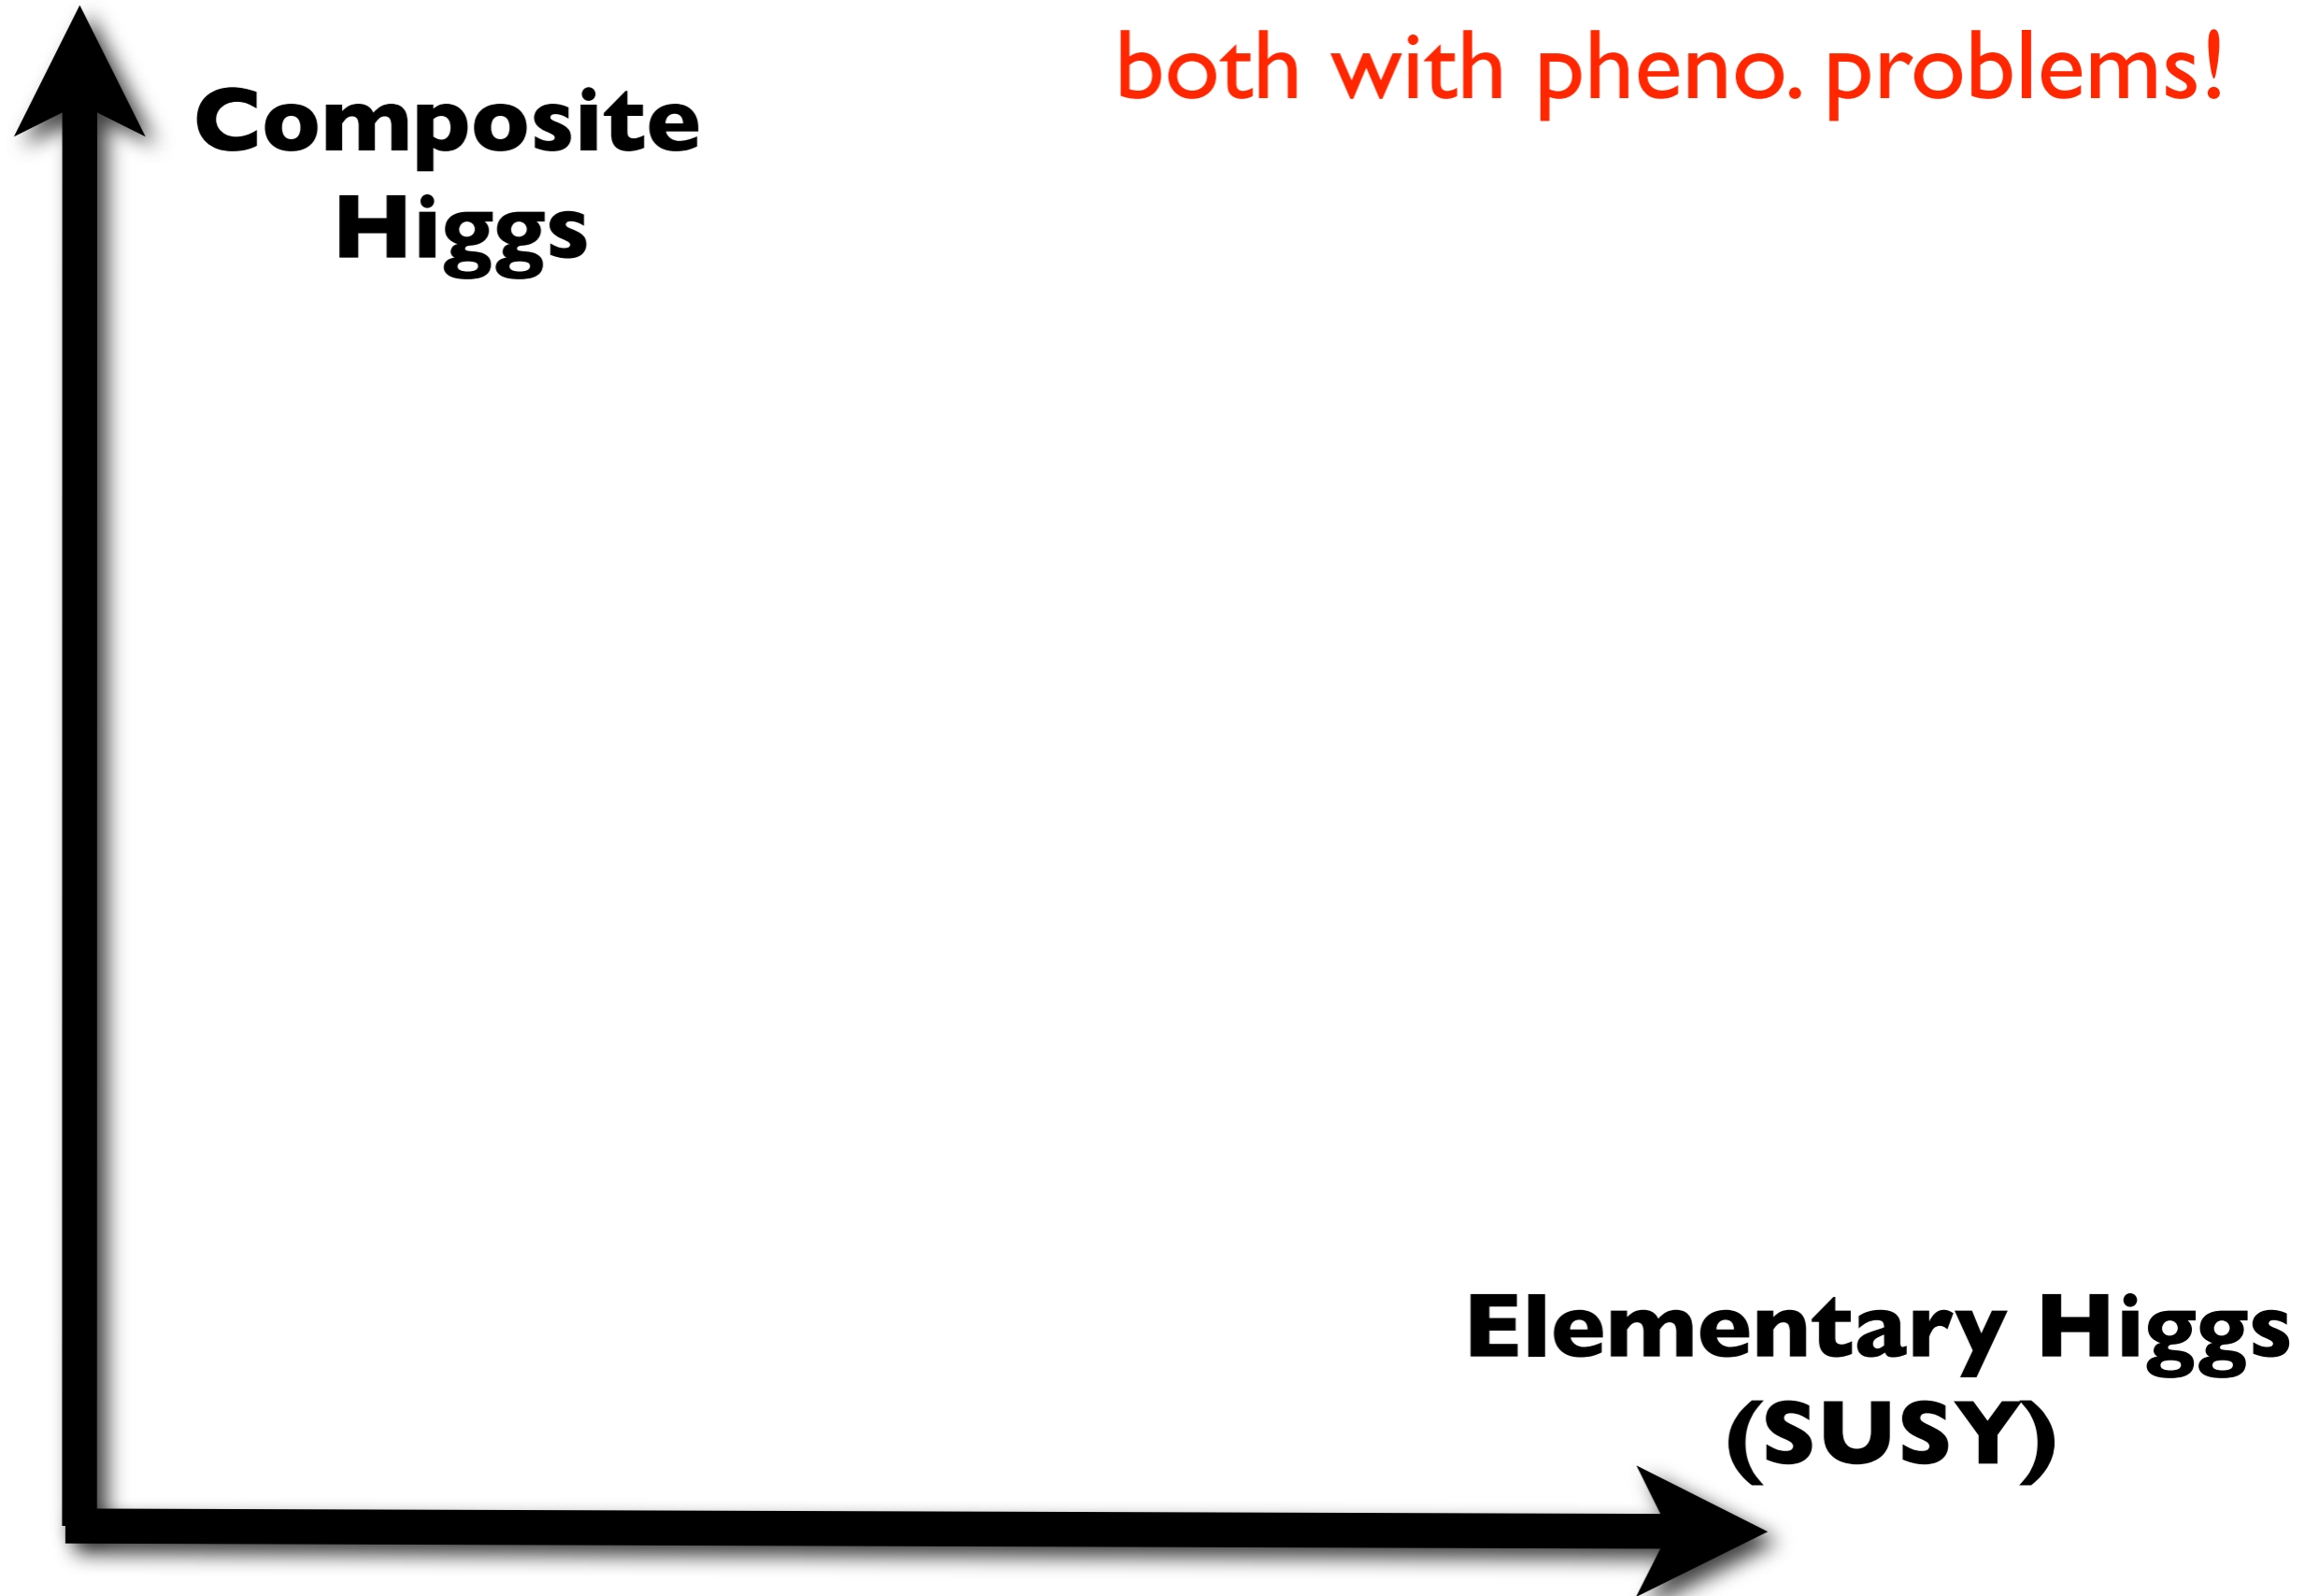 both with pheno. problems!
Composite
Higgs
Elementary Higgs
(SUSY)